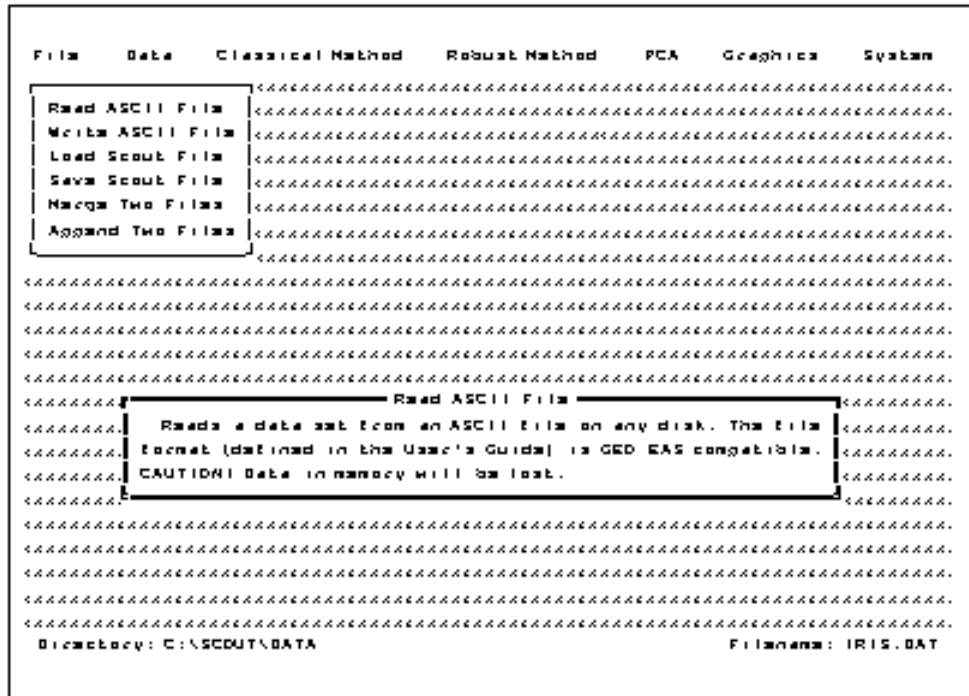 File Data Classical Method Robust Method PCA Graphics System
Read ASCII File
Write ASCII File
Load Scout File
Save Scout File
Merge Two Files
Append Two Files
Read ASCII File
Reads a data set from an ASCII file on any disk. The file
format (defined in the User's Guide) is GEO EAS compatible.
CAUTION! Data in memory will be lost.
Directory: C:\SCOUT\DATA Filename: IRIS.DAT